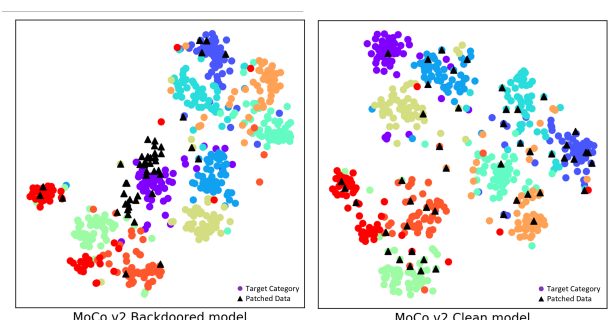 Target Category
Patched Data
MoCo v2 Backdoored model
Target Category
Patched Data
MoCo v2 Clean model